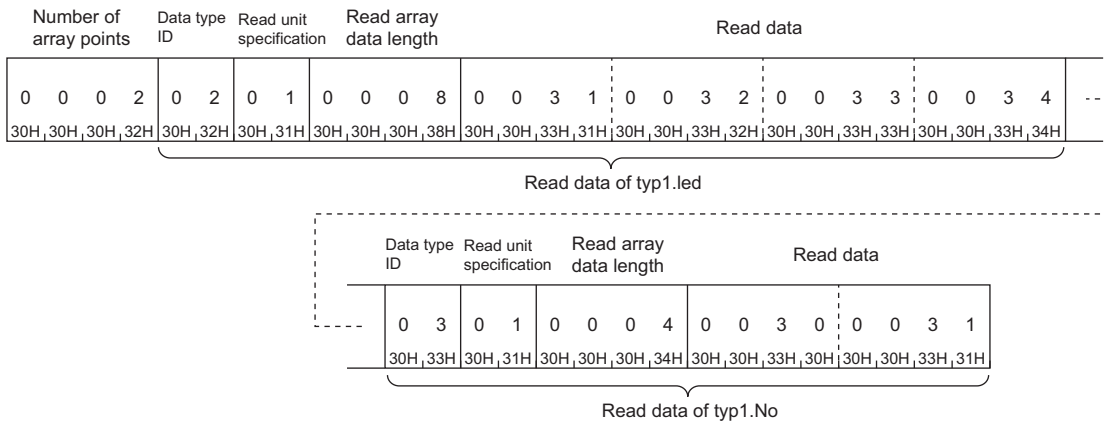 Number of array points Data type ID Read unit specification Read array data length Read data
0 0 0 2 0 2 0 1 0 0 0 8 0 0 3 1 0 0 3 2 0 0 3 3 0 0 3 4
30H 30H 30H 32H 30H 32H 30H 31H 30H 30H 30H 38H 30H 30H 33H 31H 30H 30H 33H 32H 30H 30H 33H 33H 30H 30H 33H 34H
Read data of typ1.led
Data type ID Read unit specification Read array data length Read data
0 3 0 1 0 0 0 4 0 0 3 0 0 0 3 1
30H 33H 30H 31H 30H 30H 30H 34H 30H 30H 33H 30H 30H 30H 33H 31H
Read data of typ1.No